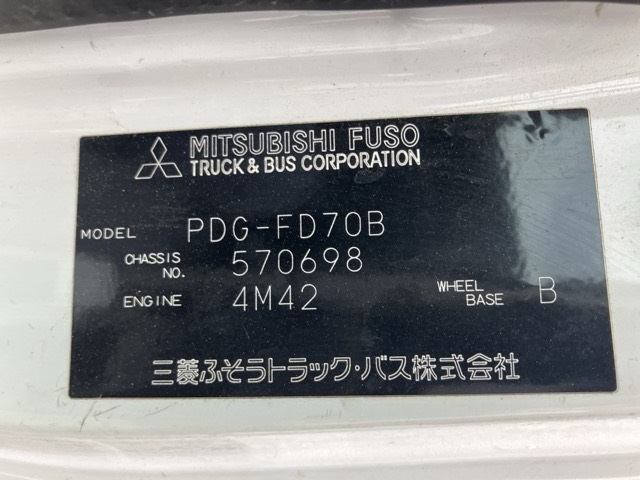 MITSUBISHI FUSO
TRUCK & BUS CORPORATION
MODEL PDG-FD70B
CHASSIS NO. 570698
ENGINE 4M42 WHEEL BASE B
三菱ふそうトラック・バス株式会社